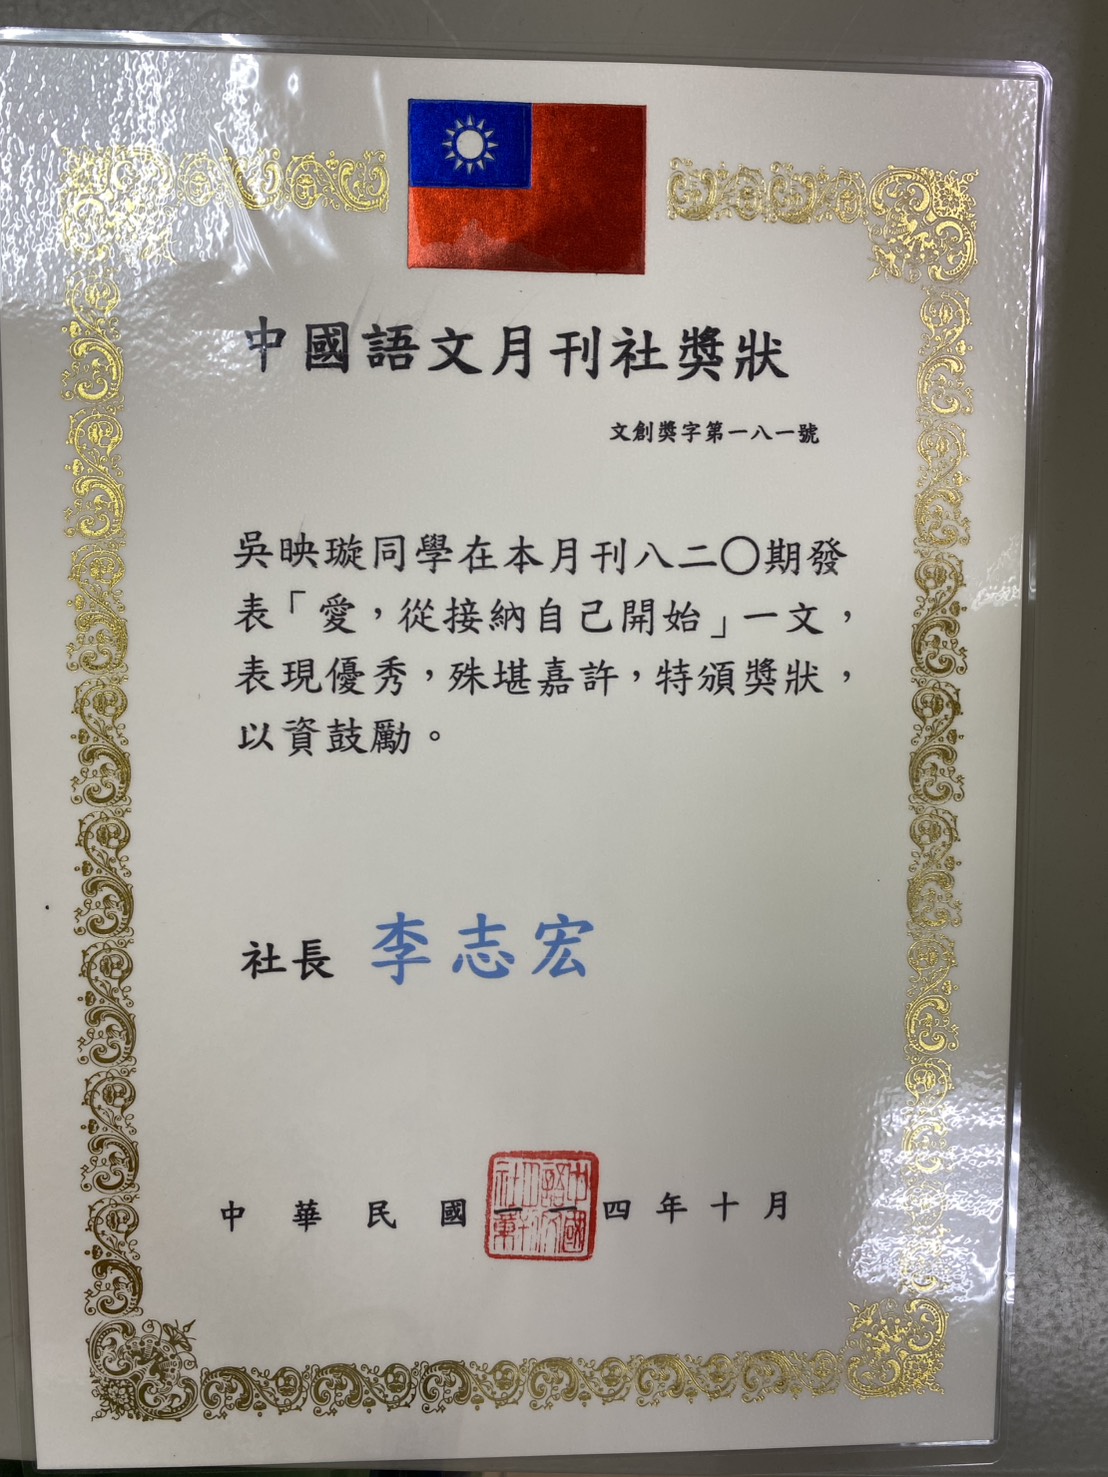 中國語文月刊社獎狀
文創獎字第一八一號
吳映璇同學在本月刊八二〇期發
表「愛，從接納自己開始」一文，
表現優秀，殊堪嘉許，特頒獎狀，
以資鼓勵。
社長 李志宏
中華民國一一四年十月